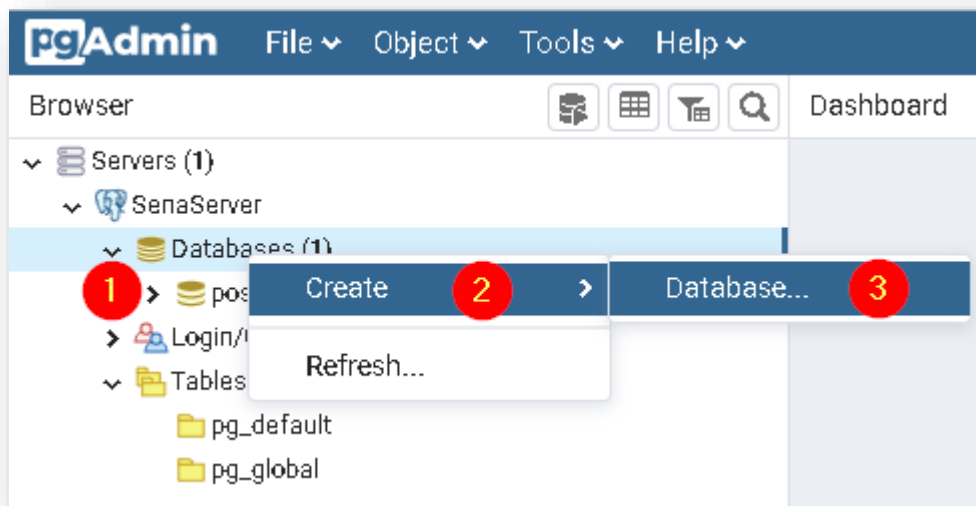 pgAdmin File Object Tools Help
Browser Dashboard
Servers (1)
SenaServer
Databases (1)
1 pos Create 2 Database... 3
Login/
Tables Refresh...
pg_default
pg_global